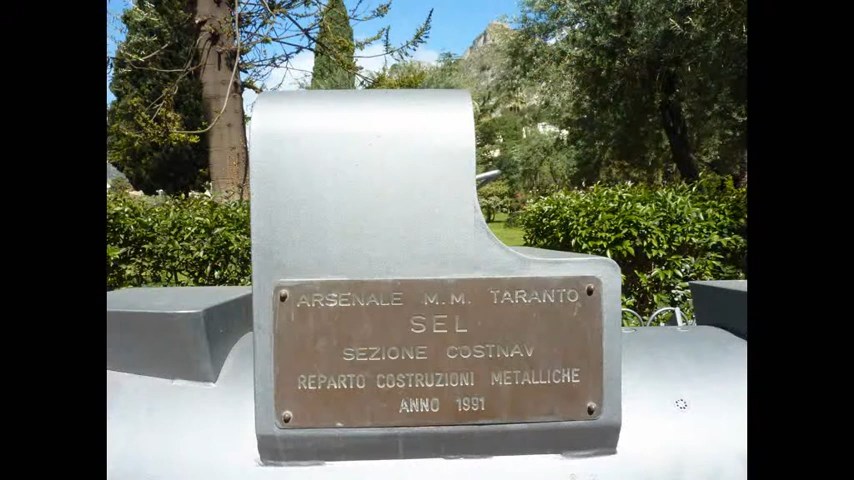 ARSENALE M.M. TARANTO
SEL
SEZIONE COSTNAV
REPARTO COSTRUZIONI METALLICHE
ANNO 1991